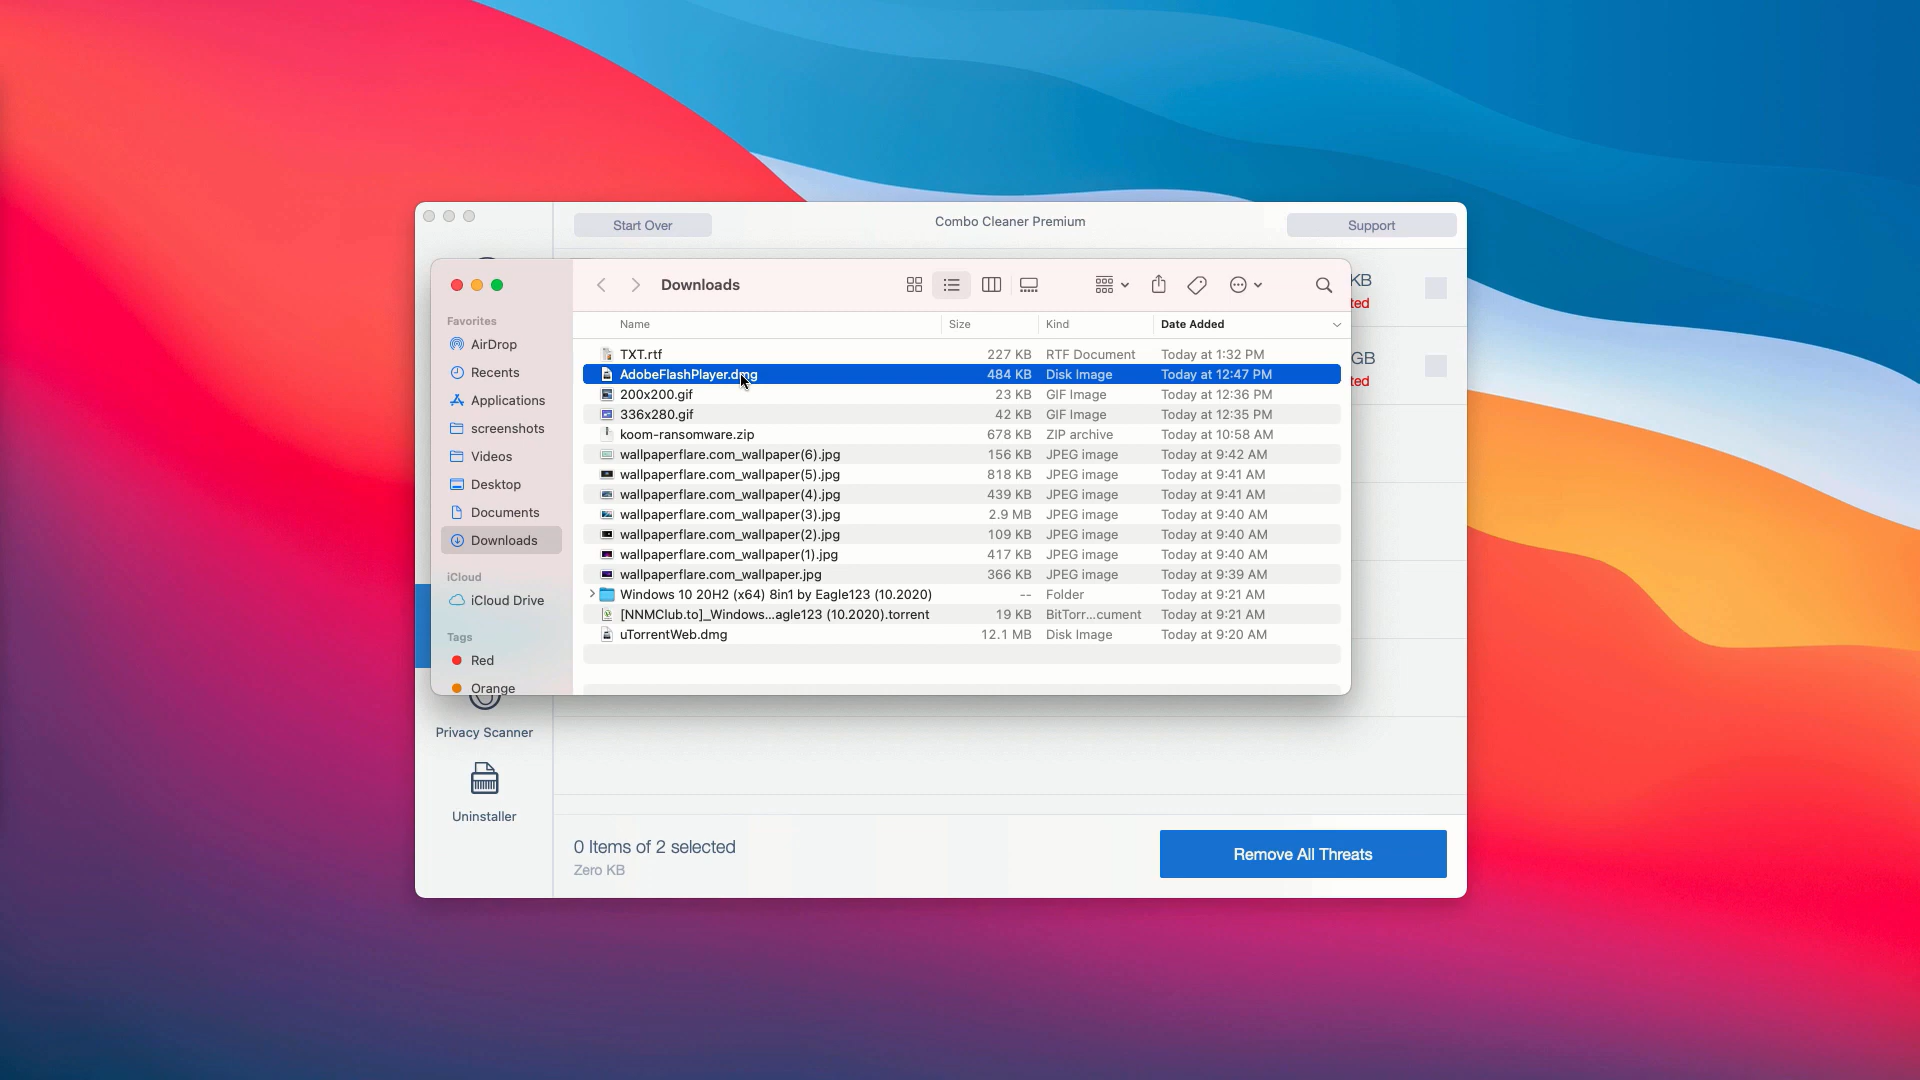 Start Over
Combo Cleaner Premium
Support
Downloads
Favorites
AirDrop
Recents
Applications
screenshots
Videos
Desktop
Documents
Downloads
iCloud
iCloud Drive
Tags
Red
Orange
Name Size Kind Date Added
TXT.rtf 227 KB RTF Document Today at 1:32 PM
AdobeFlashPlayer.dmg 484 KB Disk Image Today at 12:47 PM
200x200.gif 23 KB GIF Image Today at 12:36 PM
336x280.gif 42 KB GIF Image Today at 12:35 PM
koom-ransomware.zip 678 KB ZIP archive Today at 10:58 AM
wallpaperflare.com_wallpaper(6).jpg 156 KB JPEG image Today at 9:42 AM
wallpaperflare.com_wallpaper(5).jpg 818 KB JPEG image Today at 9:41 AM
wallpaperflare.com_wallpaper(4).jpg 439 KB JPEG image Today at 9:41 AM
wallpaperflare.com_wallpaper(3).jpg 2.9 MB JPEG image Today at 9:40 AM
wallpaperflare.com_wallpaper(2).jpg 109 KB JPEG image Today at 9:40 AM
wallpaperflare.com_wallpaper(1).jpg 417 KB JPEG image Today at 9:40 AM
wallpaperflare.com_wallpaper.jpg 366 KB JPEG image Today at 9:39 AM
Windows 10 20H2 (x64) 8in1 by Eagle123 (10.2020) -- Folder Today at 9:21 AM
[NNMClub.to]_Windows...agle123 (10.2020).torrent 19 KB BitTorr...cument Today at 9:21 AM
uTorrentWeb.dmg 12.1 MB Disk Image Today at 9:20 AM
KB
ted
GB
ted
Privacy Scanner
Uninstaller
0 Items of 2 selected
Zero KB
Remove All Threats